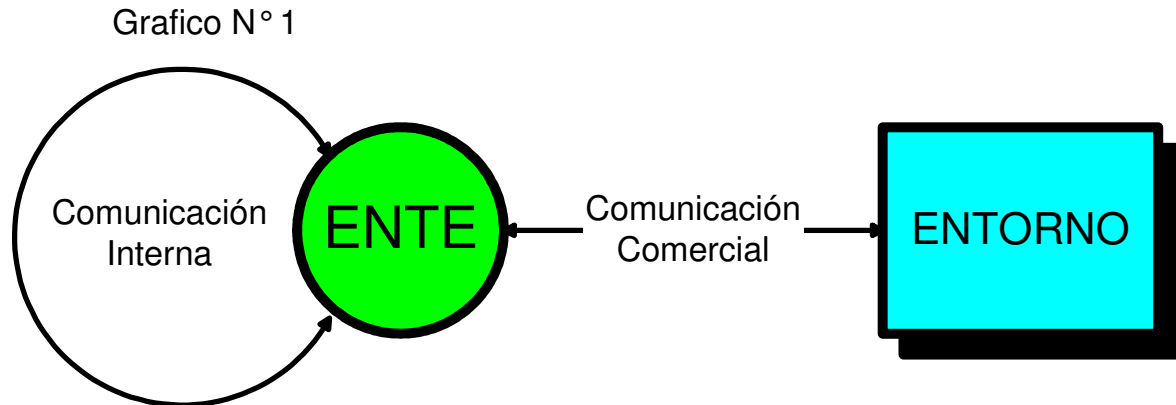 Grafico N° 1
Comunicación
Interna
ENTE
Comunicación
Comercial
ENTORNO